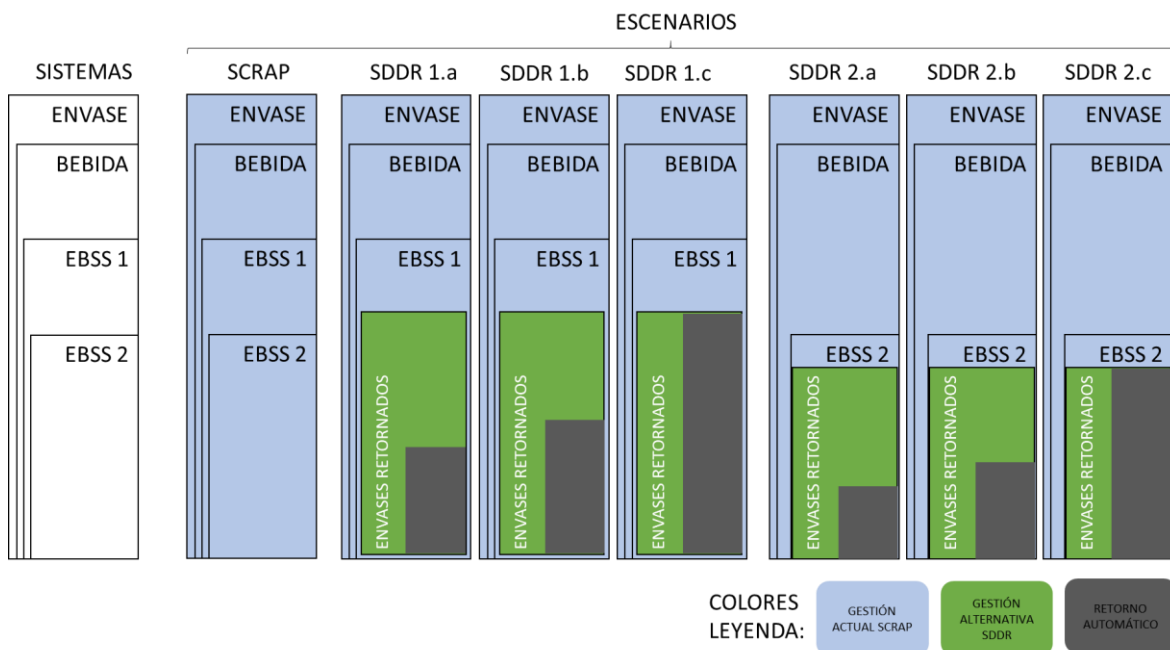 ESCENARIOS
SISTEMAS
SCRAP
SDDR 1.a
SDDR 1.b
SDDR 1.c
SDDR 2.a
SDDR 2.b
SDDR 2.c
ENVASE
ENVASE
ENVASE
ENVASE
ENVASE
ENVASE
ENVASE
ENVASE
BEBIDA
BEBIDA
BEBIDA
BEBIDA
BEBIDA
BEBIDA
BEBIDA
BEBIDA
EBSS 1
EBSS 1
EBSS 1
EBSS 1
EBSS 1
EBSS 2
EBSS 2
EBSS 2
EBSS 2
EBSS 2
ENVASES RETORNADOS
ENVASES RETORNADOS
ENVASES RETORNADOS
ENVASES RETORNADOS
ENVASES RETORNADOS
ENVASES RETORNADOS
COLORES
LEYENDA:
GESTIÓN
ACTUAL SCRAP
GESTIÓN
ALTERNATIVA
SDDR
RETORNO
AUTOMÁTICO